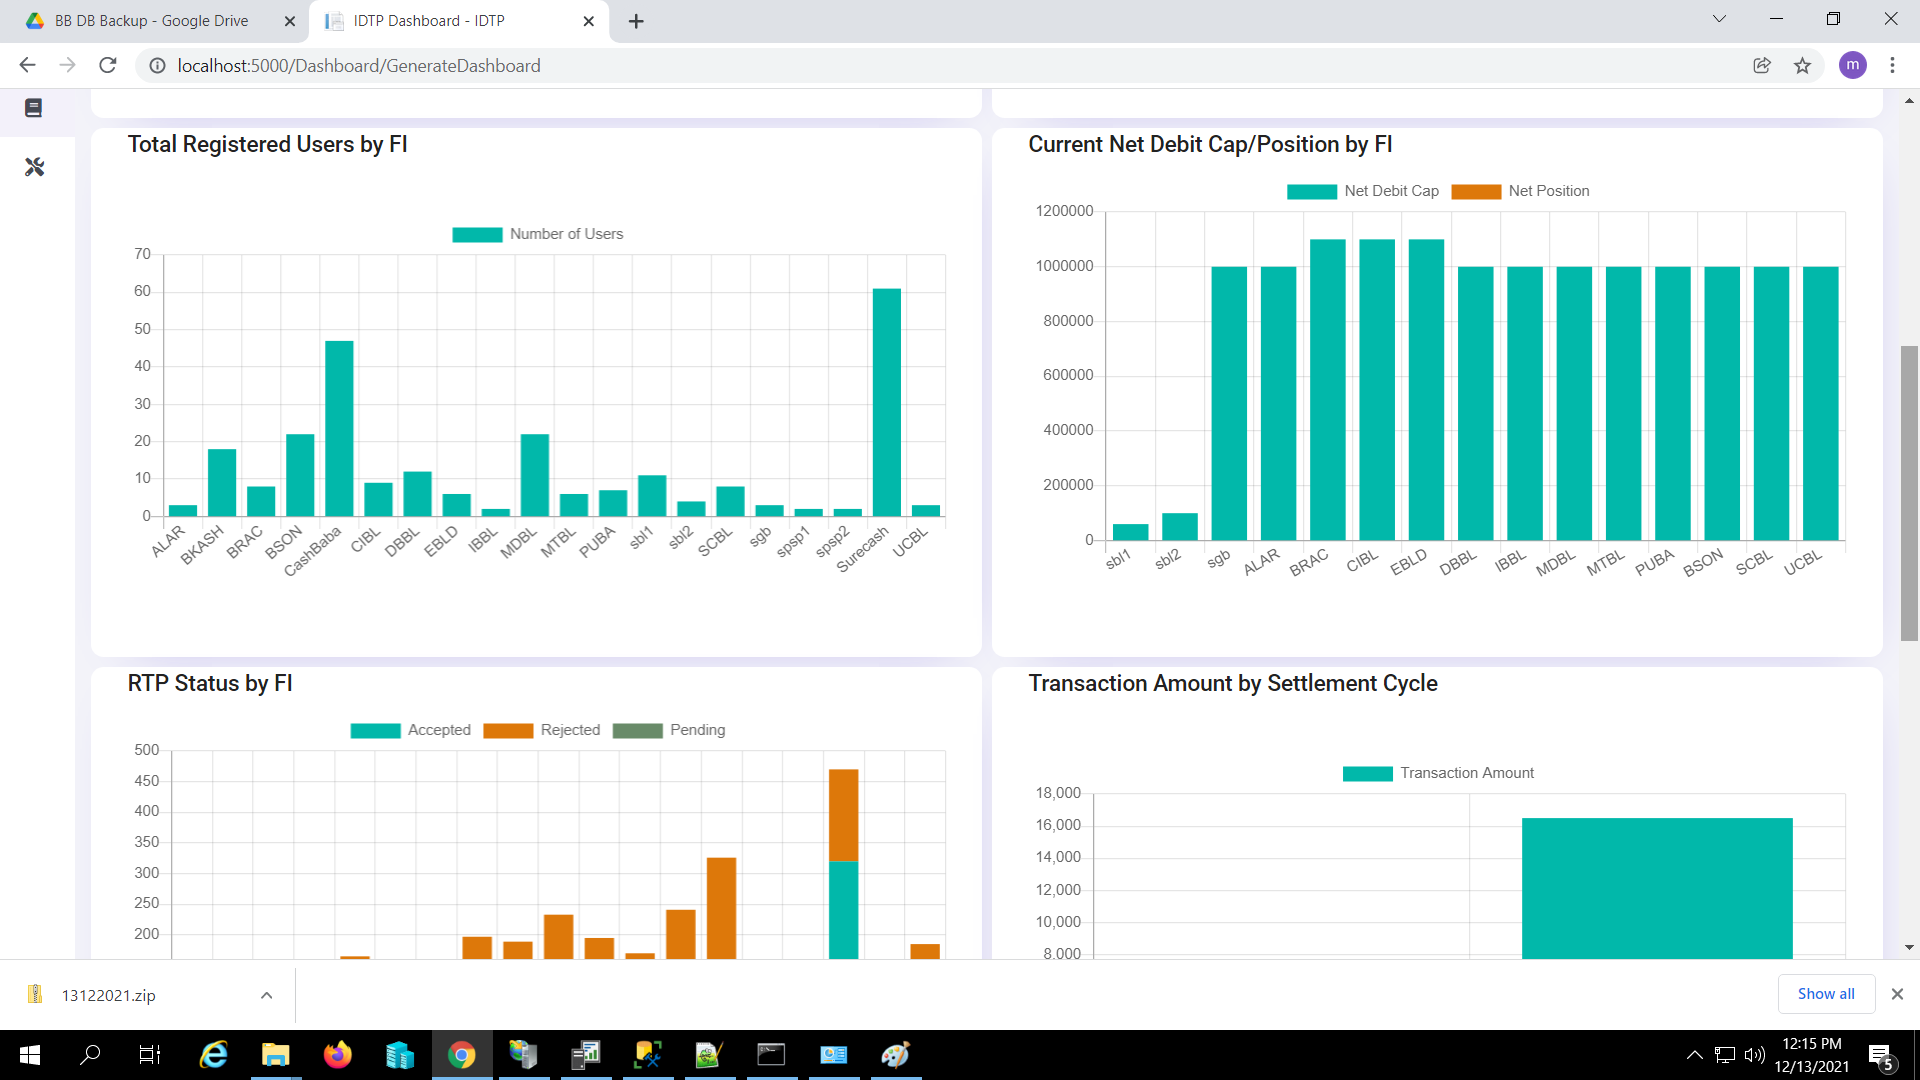 BB DB Backup - Google Drive
IDTP Dashboard - IDTP
localhost:5000/Dashboard/GenerateDashboard
m
Total Registered Users by FI
Number of Users
70
60
50
40
30
20
10
0
ALAR
BKASH
BRAC
BSON
CashBaba
CIBL
DBBL
EBLD
IBBL
MDBL
MTBL
PUBA
sbl1
sbl2
SCBL
sgb
spsp1
spsp2
Surecash
UCBL
Current Net Debit Cap/Position by FI
Net Debit Cap
Net Position
1200000
1000000
800000
600000
400000
200000
0
sbl1
sbl2
sgb
ALAR
BRAC
CIBL
EBLD
DBBL
IBBL
MDBL
MTBL
PUBA
BSON
SCBL
UCBL
RTP Status by FI
Accepted
Rejected
Pending
500
450
400
350
300
250
200
Transaction Amount by Settlement Cycle
Transaction Amount
18,000
16,000
14,000
12,000
10,000
8,000
13122021.zip
Show all
12:15 PM
12/13/2021
5